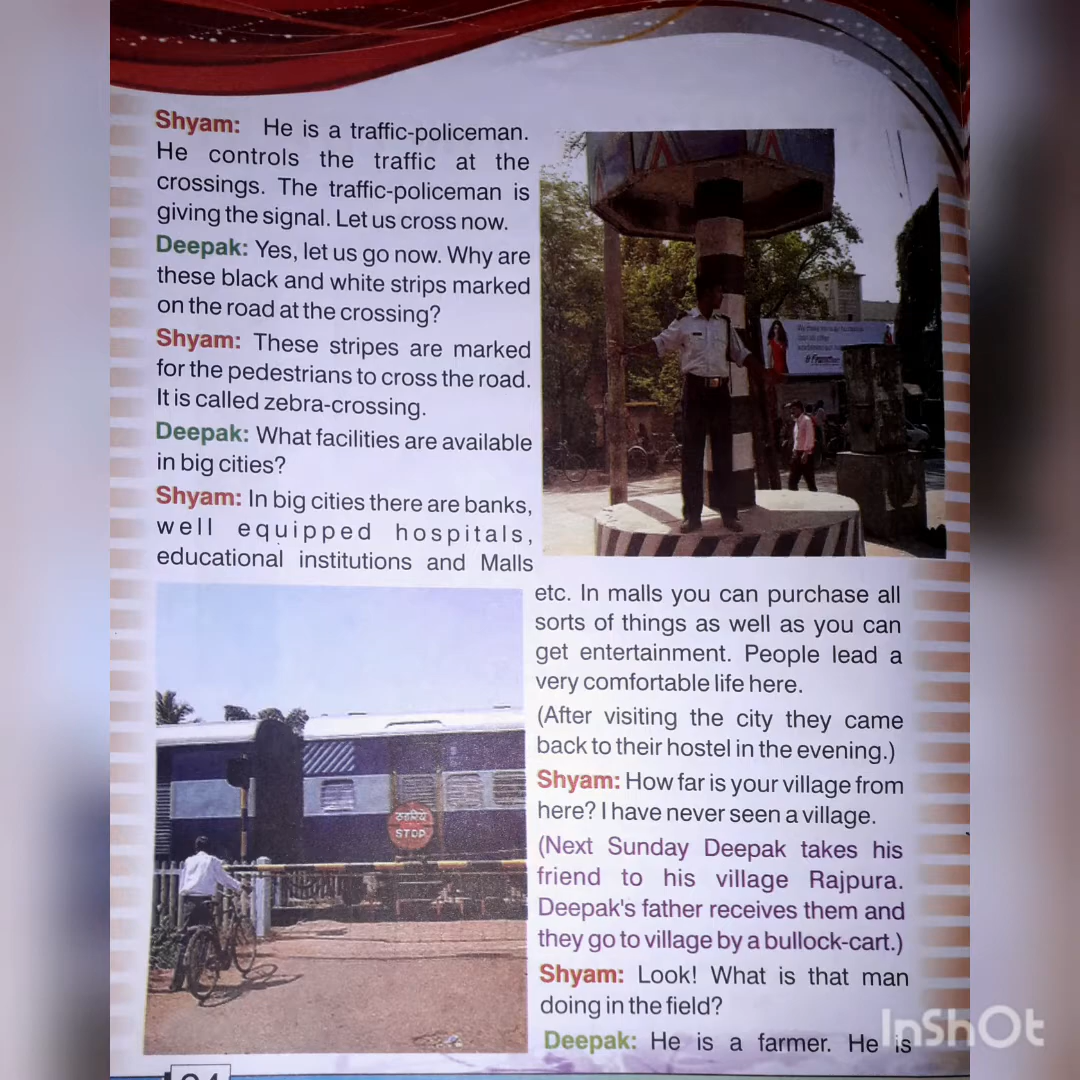 Shyam: He is a traffic-policeman.
He controls the traffic at the
crossings. The traffic-policeman is
giving the signal. Let us cross now.
Deepak: Yes, let us go now. Why are
these black and white strips marked
on the road at the crossing?
Shyam: These stripes are marked
for the pedestrians to cross the road.
It is called zebra-crossing.
Deepak: What facilities are available
in big cities?
Shyam: In big cities there are banks,
well equipped hospitals,
educational institutions and Malls
etc. In malls you can purchase all
sorts of things as well as you can
get entertainment. People lead a
very comfortable life here.
(After visiting the city they came
back to their hostel in the evening.)
Shyam: How far is your village from
here? I have never seen a village.
(Next Sunday Deepak takes his
friend to his village Rajpura.
Deepak's father receives them and
they go to village by a bullock-cart.)
Shyam: Look! What is that man
doing in the field?
Deepak: He is a farmer. He is
ठहरिये
STOP
InShOt